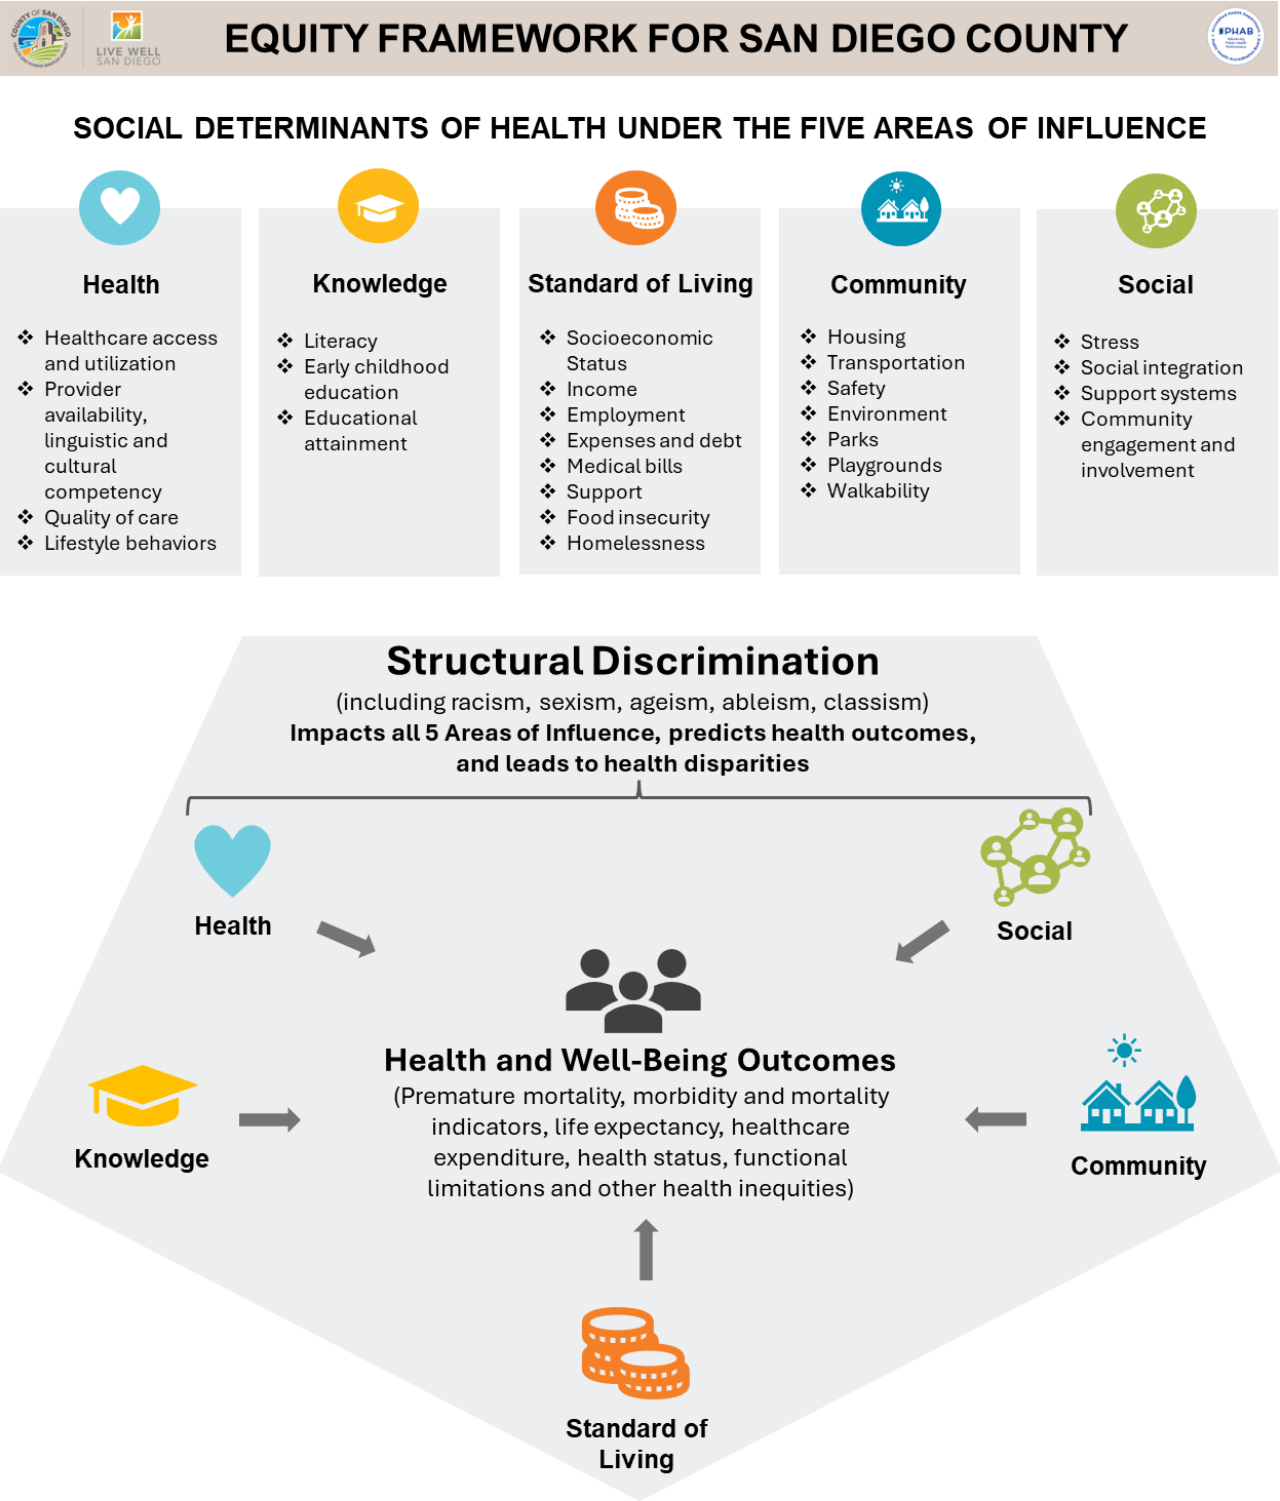 COUNTY OF SAN DIEGO
LIVE WELL
SAN DIEGO
EQUITY FRAMEWORK FOR SAN DIEGO COUNTY
PHAB
SOCIAL DETERMINANTS OF HEALTH UNDER THE FIVE AREAS OF INFLUENCE
Health
❖ Healthcare access
and utilization
❖ Provider
availability,
linguistic and
cultural
competency
❖ Quality of care
❖ Lifestyle behaviors
Knowledge
❖ Literacy
❖ Early childhood
education
❖ Educational
attainment
Standard of Living
❖ Socioeconomic
Status
❖ Income
❖ Employment
❖ Expenses and debt
❖ Medical bills
❖ Support
❖ Food insecurity
❖ Homelessness
Community
❖ Housing
❖ Transportation
❖ Safety
❖ Environment
❖ Parks
❖ Playgrounds
❖ Walkability
Social
❖ Stress
❖ Social integration
❖ Support systems
❖ Community
engagement and
involvement
Structural Discrimination
(including racism, sexism, ageism, ableism, classism)
Impacts all 5 Areas of Influence, predicts health outcomes,
and leads to health disparities
Health
Social
Health and Well-Being Outcomes
(Premature mortality, morbidity and mortality
indicators, life expectancy, healthcare
expenditure, health status, functional
limitations and other health inequities)
Knowledge
Community
Standard of
Living